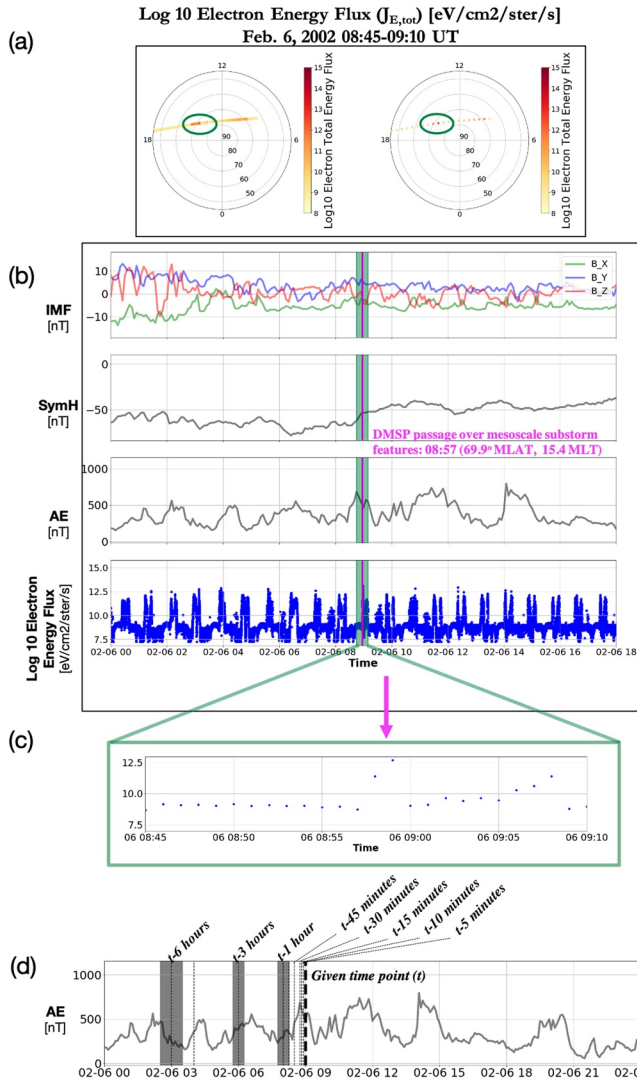 Log 10 Electron Energy Flux (J_E,tot) [eV/cm2/ster/s]
Feb. 6, 2002 08:45-09:10 UT
(a)
12
18
6
0
90
80
70
60
50
15
14
13
12
11
10
9
8
Log10 Electron Total Energy Flux
12
18
6
0
90
80
70
60
50
15
14
13
12
11
10
9
8
Log10 Electron Total Energy Flux
(b)
IMF
[nT]
10
0
−10
B_X
B_Y
B_Z
SymH
[nT]
0
−50
DMSP passage over mesoscale substorm
features: 08:57 (69.9º MLAT, 15.4 MLT)
AE
[nT]
1000
500
0
Log 10 Electron
Energy Flux
[eV/cm2/ster/s]
15.0
12.5
10.0
7.5
02-06 00 02-06 02 02-06 04 02-06 06 02-06 08 02-06 10 02-06 12 02-06 14 02-06 16 02-06 18
Time
(c)
12.5
10.0
7.5
06 08:45 06 08:50 06 08:55 06 09:00 06 09:05 06 09:10
Time
t-6 hours
t-3 hours
t-1 hour
t-45 minutes
t-30 minutes
t-15 minutes
t-10 minutes
t-5 minutes
(d)
Given time point (t)
AE
[nT]
1000
500
0
02-06 00 02-06 03 02-06 06 02-06 09 02-06 12 02-06 15 02-06 18 02-06 21 02-07 00